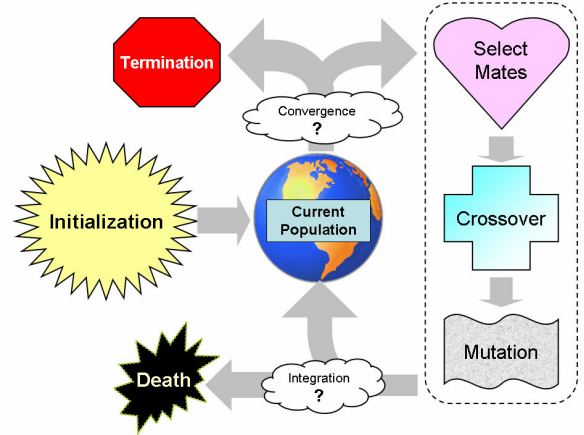 Termination
Select
Mates
Convergence
?
Initialization
Current
Population
Crossover
Mutation
Death
Integration
?